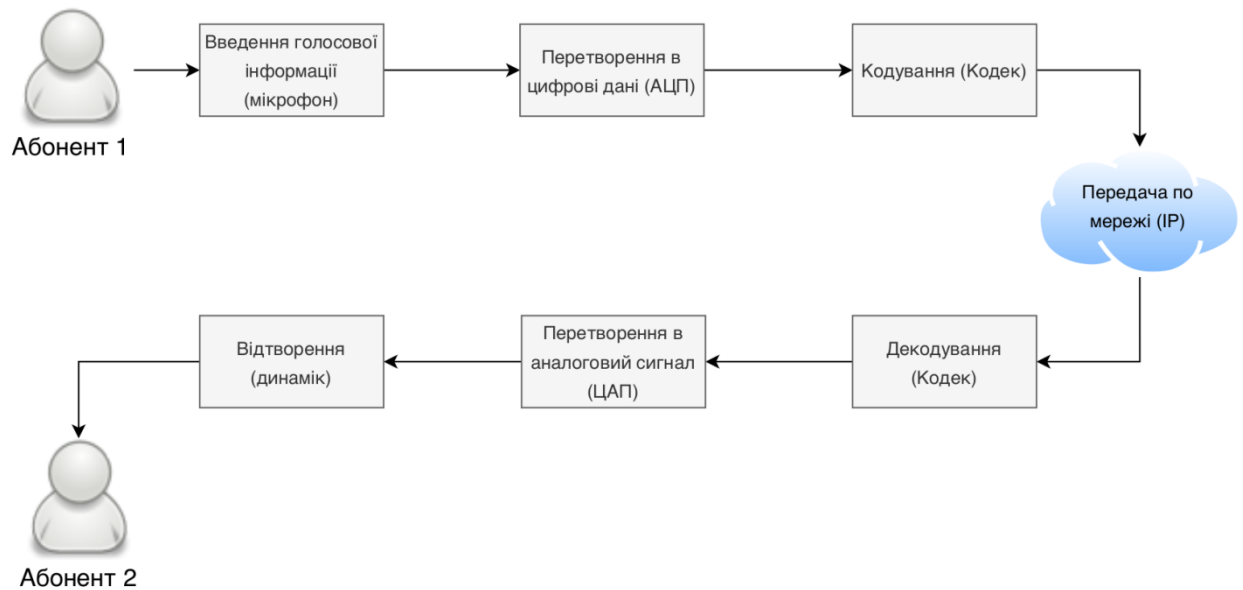 Абонент 1
Введення голосової
інформації
(мікрофон)
Перетворення в
цифрові дані (АЦП)
Кодування (Кодек)
Передача по
мережі (IP)
Декодування
(Кодек)
Перетворення в
аналоговий сигнал
(ЦАП)
Відтворення
(динамік)
Абонент 2